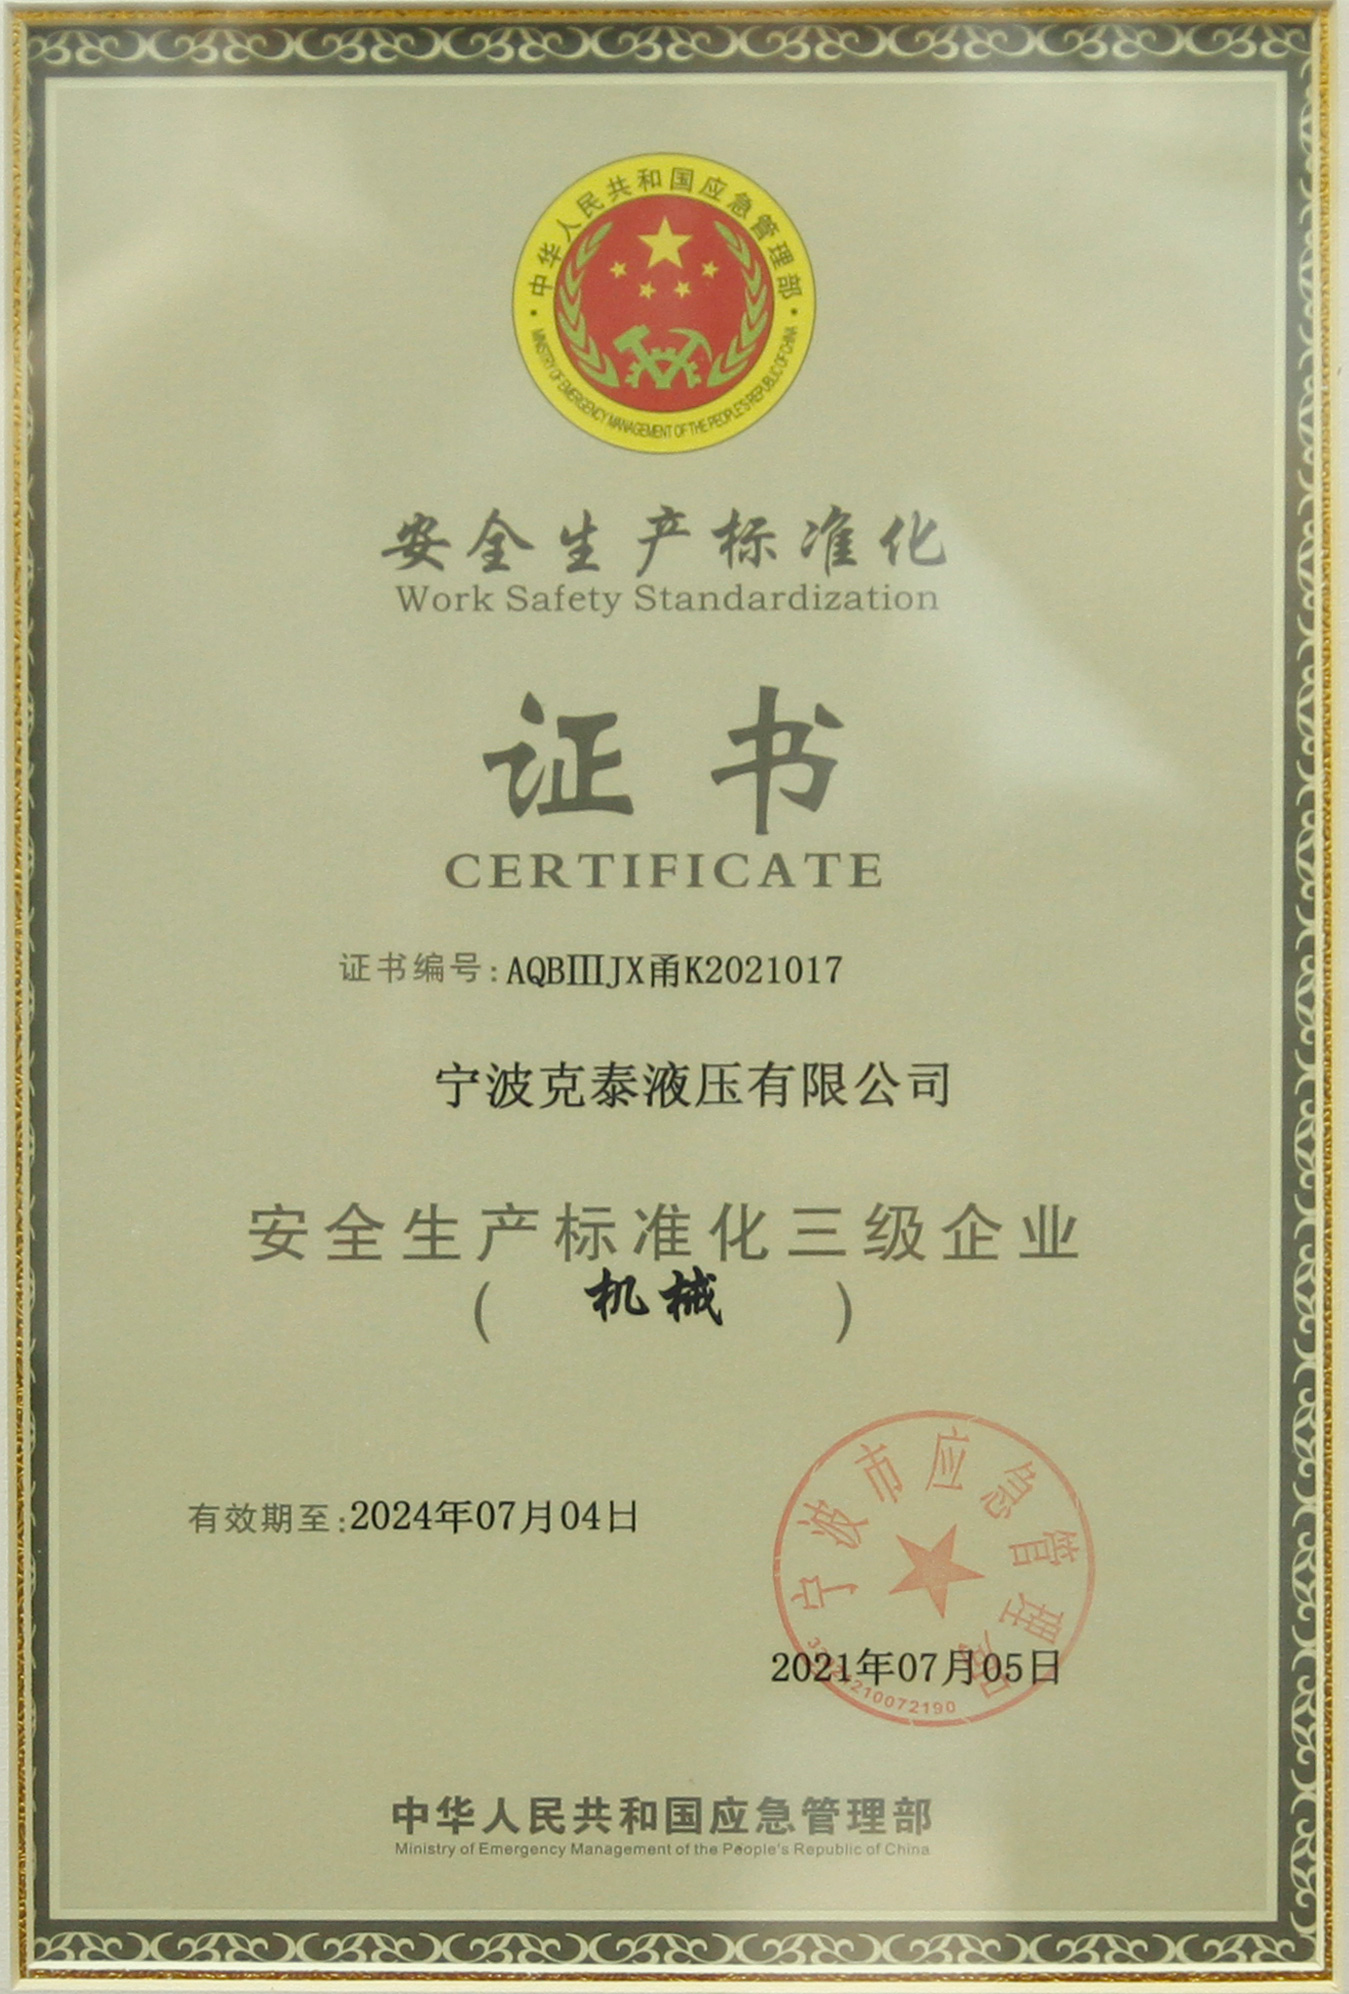 中华人民共和国应急管理部
MINISTRY OF EMERGENCY MANAGEMENT OF THE PEOPLE'S REPUBLIC OF CHINA
安全生产标准化
Work Safety Standardization
证书
CERTIFICATE
证书编号:AQBⅢJX甬K2021017
宁波克泰液压有限公司
安全生产标准化三级企业
(机械)
有效期至:2024年07月04日
宁波市应急管理局
2021年07月05日
中华人民共和国应急管理部
Ministry of Emergency Management of the People's Republic of China